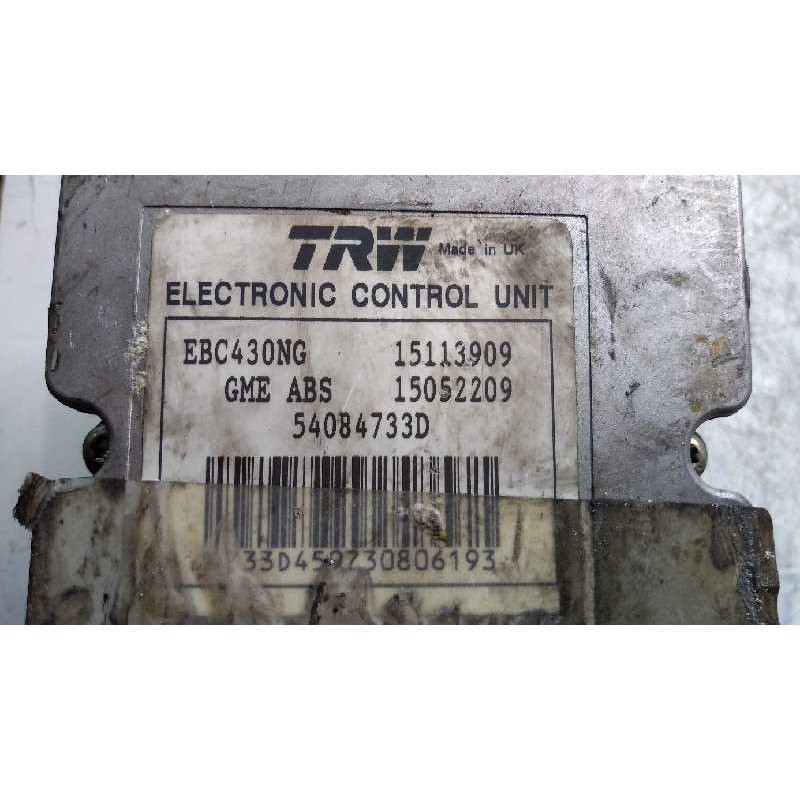 TRW Made in UK
ELECTRONIC CONTROL UNIT
EBC430NG 15113909
GME ABS 15052209
54084733D
33D459730806193